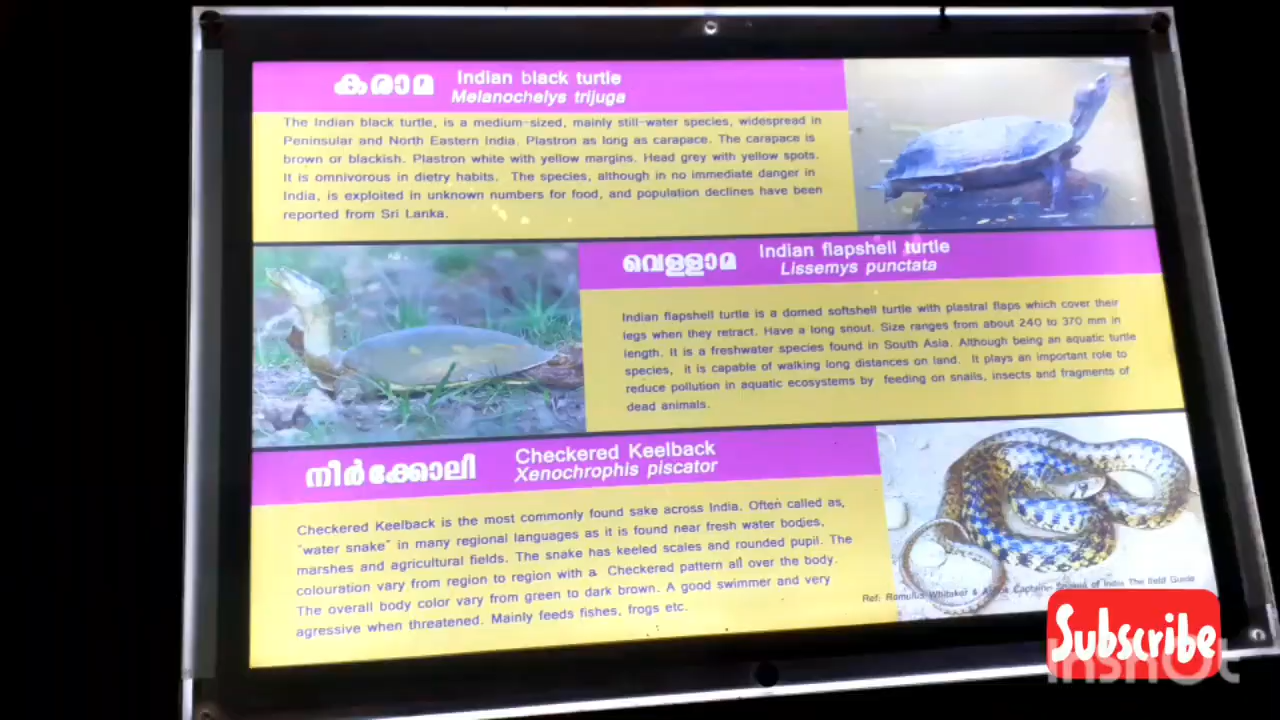 കരാമ
Indian black turtle
Melanochelys trijuga
The Indian black turtle, is a medium-sized, mainly still-water species, widespread in
Peninsular and North Eastern India. Plastron as long as carapace. The carapace is
brown or blackish. Plastron white with yellow margins. Head grey with yellow spots.
It is omnivorous in dietry habits. The species, although in no immediate danger in
India, is exploited in unknown numbers for food, and population declines have been
reported from Sri Lanka.
വെള്ളാമ
Indian flapshell turtle
Lissemys punctata
Indian flapshell turtle is a domed softshell turtle with plastral flaps which cover their
legs when they retract. Have a long snout. Size ranges from about 240 to 370 mm in
length. It is a freshwater species found in South Asia. Although being an aquatic turtle
species, it is capable of walking long distances on land. It plays an important role to
reduce pollution in aquatic ecosystems by feeding on snails, insects and fragments of
dead animals.
നീർക്കോലി
Checkered Keelback
Xenochrophis piscator
Checkered Keelback is the most commonly found sake across India. Often called as,
"water snake" in many regional languages as it is found near fresh water bodies,
marshes and agricultural fields. The snake has keeled scales and rounded pupil. The
colouration vary from region to region with a Checkered pattern all over the body.
The overall body color vary from green to dark brown. A good swimmer and very
agressive when threatened. Mainly feeds fishes, frogs etc.
Ref: Romulus Whitaker & Captain- Snakes of India The field Guide
Subscribe
InShOt